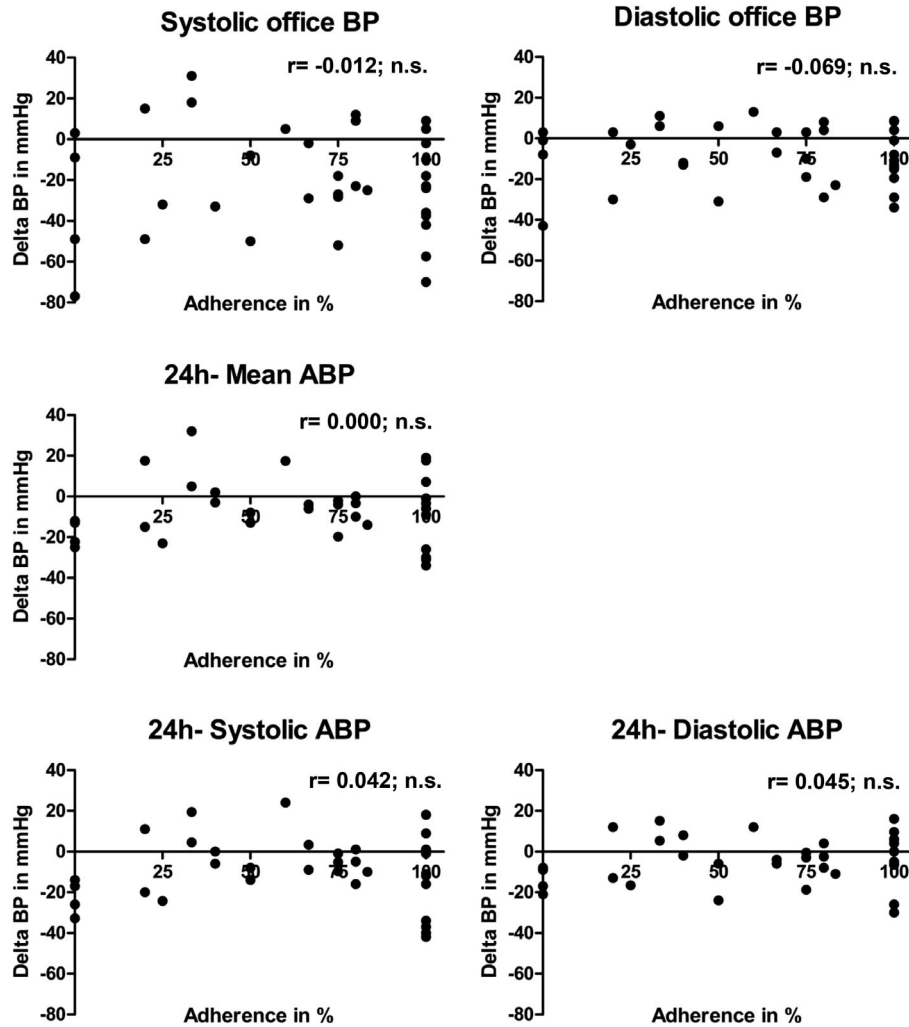 Systolic office BP
r= -0.012; n.s.
Delta BP in mmHg
40
20
0
-20
-40
-60
-80
25
50
75
100
Adherence in %
Diastolic office BP
r= -0.069; n.s.
Delta BP in mmHg
40
20
0
-20
-40
-60
-80
25
50
75
100
Adherence in %
24h- Mean ABP
r= 0.000; n.s.
Delta BP in mmHg
40
20
0
-20
-40
-60
-80
25
50
75
100
Adherence in %
24h- Systolic ABP
r= 0.042; n.s.
Delta BP in mmHg
40
20
0
-20
-40
-60
-80
25
50
75
100
Adherence in %
24h- Diastolic ABP
r= 0.045; n.s.
Delta BP in mmHg
40
20
0
-20
-40
-60
-80
25
50
75
100
Adherence in %